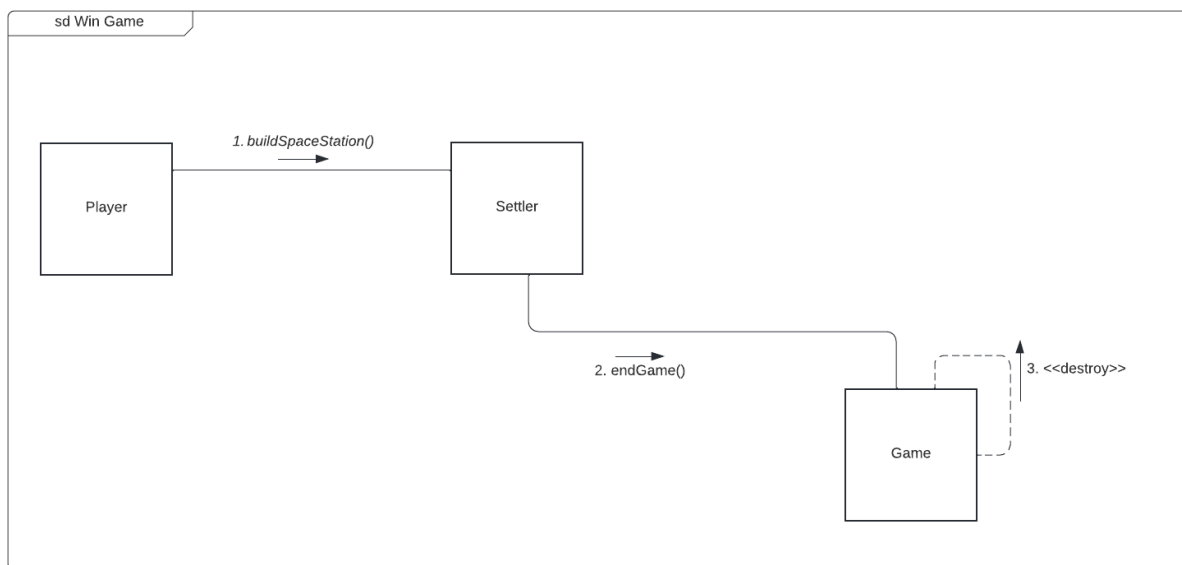 sd Win Game
1. buildSpaceStation()
Player
Settler
2. endGame()
3. <<destroy>>
Game